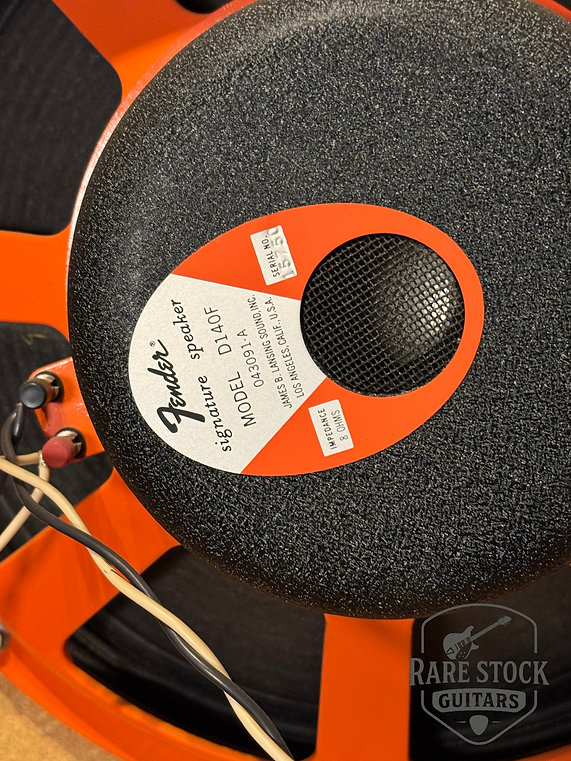 Fender®
signature speaker
MODEL D140F
043091-A
JAMES B. LANSING SOUND, INC.
LOS ANGELES, CALIF. U.S.A.
SERIAL NO.
15750
IMPEDANCE
8 OHMS
RARE STOCK
GUITARS